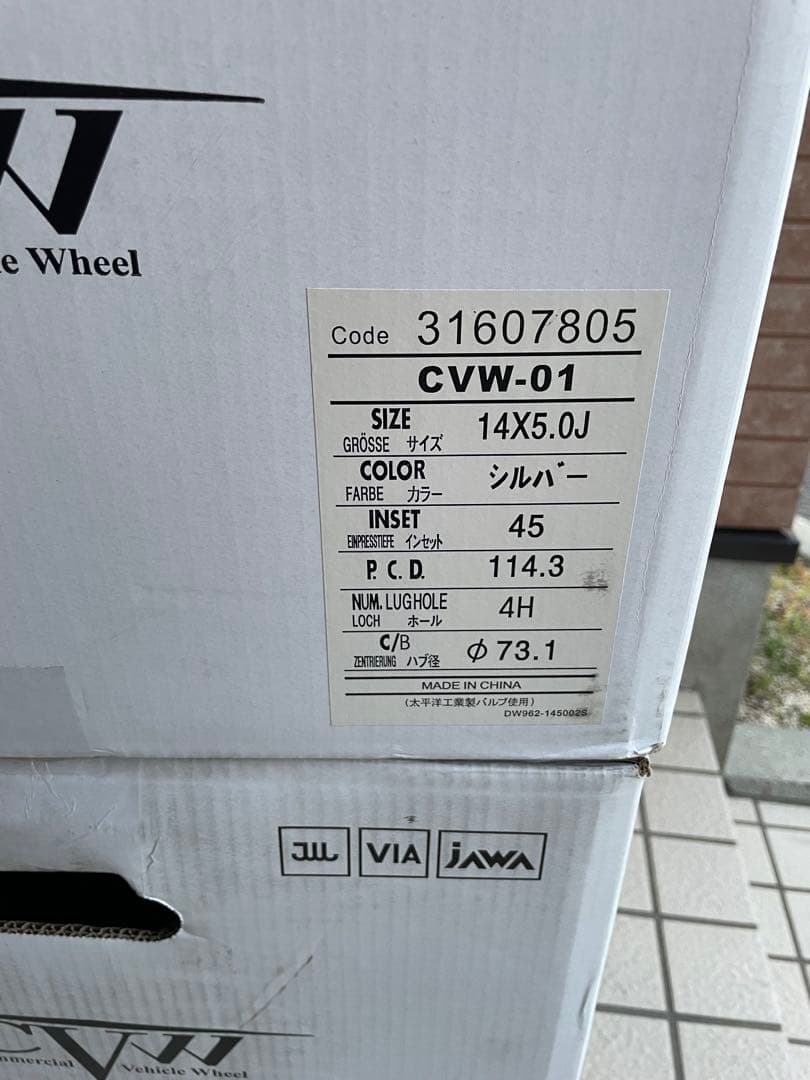 W
le Wheel
Code 31607805
CVW-01
SIZE
GRÖSSE サイズ 14X5.0J
COLOR
FARBE カラー シルバー
INSET
EINPRESSTIEFE インセット 45
P.C.D. 114.3
NUM. LUGHOLE
LOCH ホール 4H
C/B
ZENTRIERUNG ハブ径 φ73.1
MADE IN CHINA
(太平洋工業製バルブ使用)
DW962-145002S
JWL VIA JAWA
CVW
mmercial Vehicle Wheel